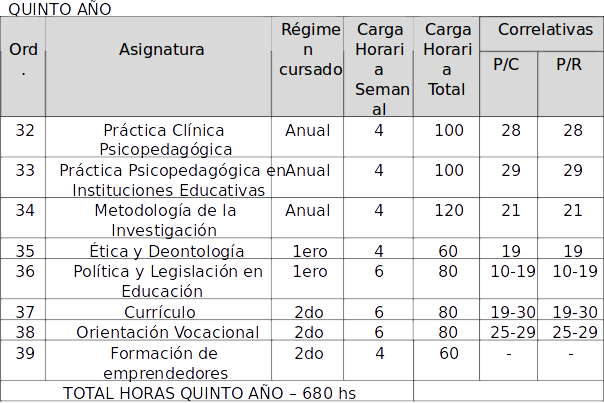 QUINTO AÑO
Ord. Asignatura Régimen cursado Carga Horaria Semanal Carga Horaria Total Correlativas
P/C P/R
32 Práctica Clínica Psicopedagógica Anual 4 100 28 28
33 Práctica Psicopedagógica en Instituciones Educativas Anual 4 100 29 29
34 Metodología de la Investigación Anual 4 120 21 21
35 Ética y Deontología 1ero 4 60 19 19
36 Política y Legislación en Educación 1ero 6 80 10-19 10-19
37 Currículo 2do 6 80 19-30 19-30
38 Orientación Vocacional 2do 6 80 25-29 25-29
39 Formación de emprendedores 2do 4 60 - -
TOTAL HORAS QUINTO AÑO – 680 hs